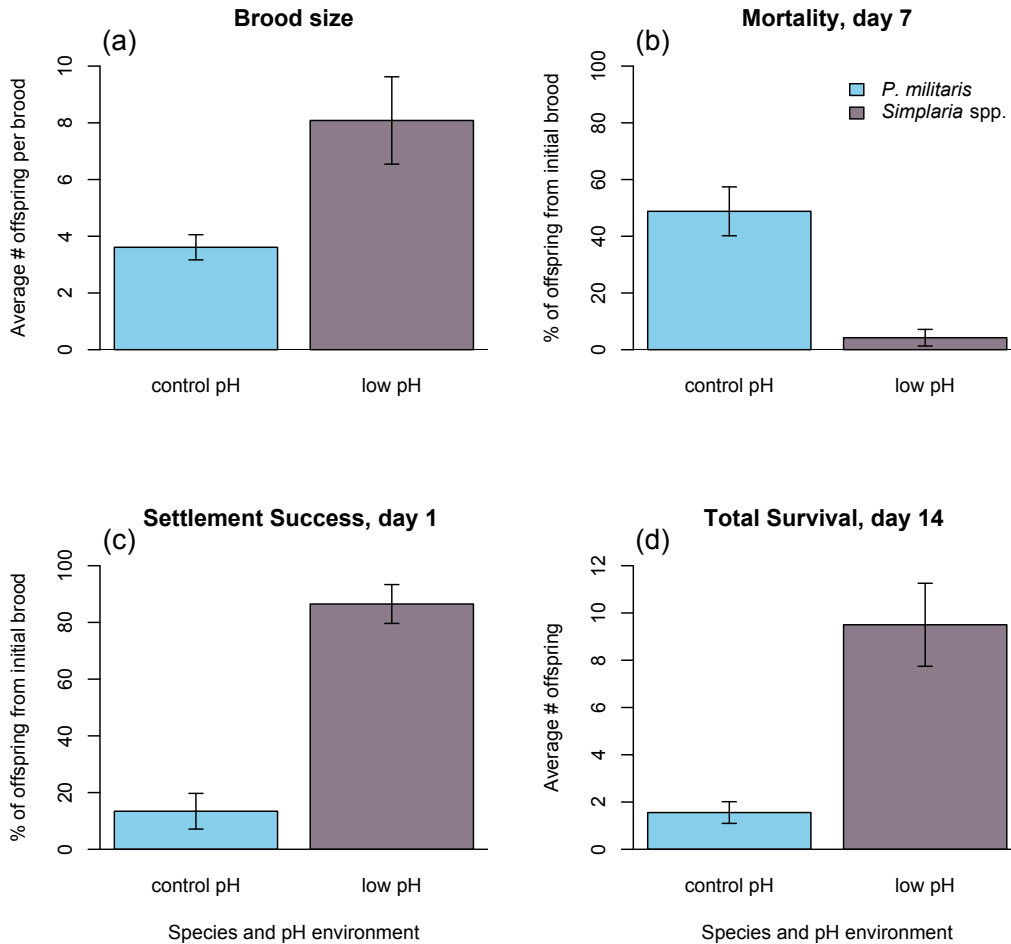 Brood size
(a)
Average # offspring per brood
0
2
4
6
8
10
control pH
low pH
Mortality, day 7
(b)
% of offspring from initial brood
0
20
40
60
80
100
P. militaris
Simplaria spp.
control pH
low pH
Settlement Success, day 1
(c)
% of offspring from initial brood
0
20
40
60
80
100
control pH
low pH
Species and pH environment
Total Survival, day 14
(d)
Average # offspring
0
2
4
6
8
10
12
control pH
low pH
Species and pH environment